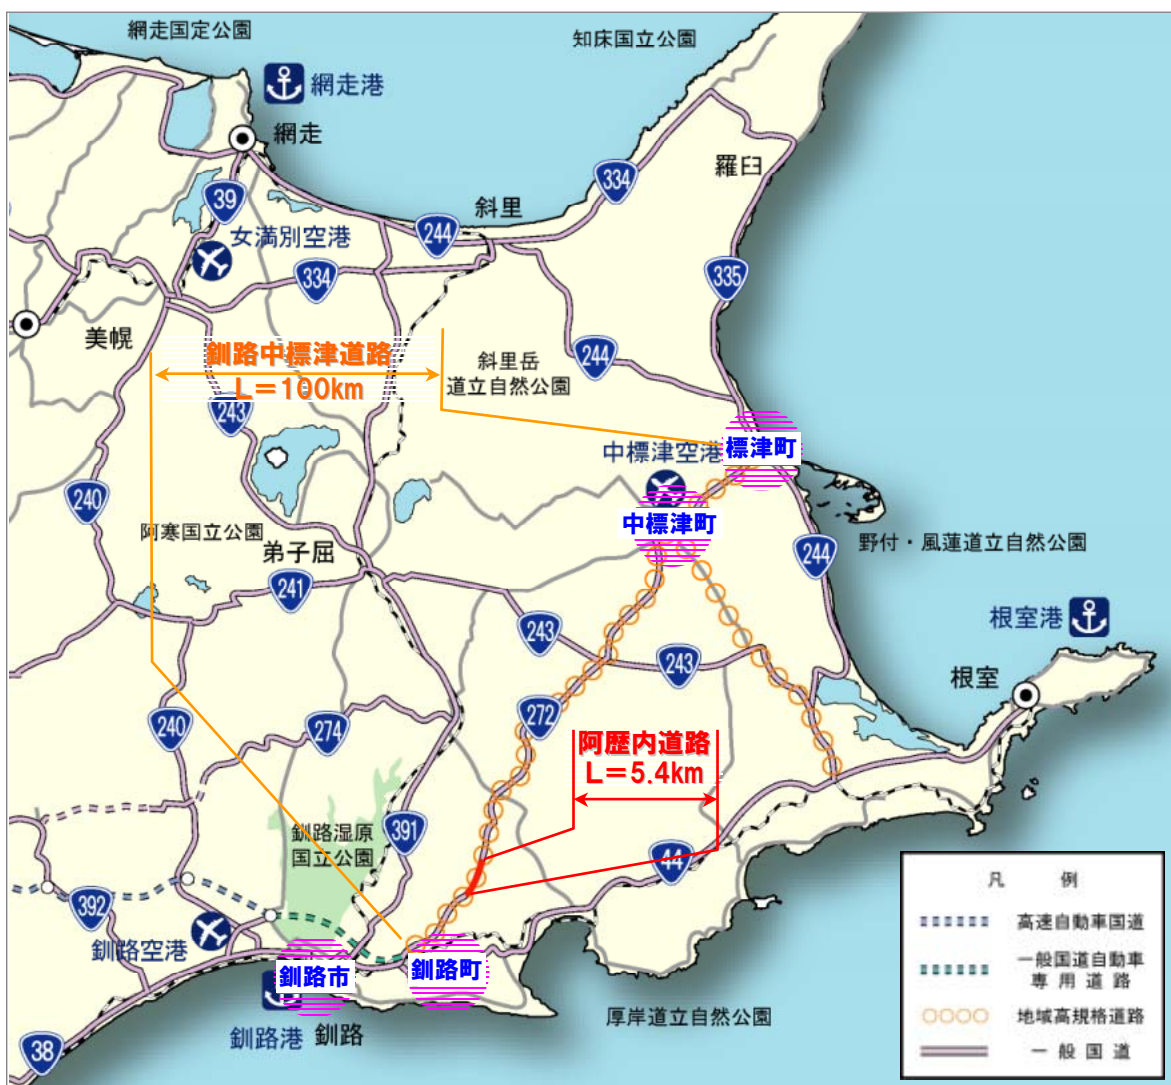 網走国定公園
知床国立公園
網走港
網走
羅臼
334
39
斜里
244
女満別空港
334
335
美幌
釧路中標津道路
L=100km
斜里岳
道立自然公園
244
243
標津町
中標津空港
240
中標津町
阿寒国立公園
弟子屈
野付・風蓮道立自然公園
244
241
根室港
243
243
根室
272
240
274
阿歴内道路
L=5.4km
391
釧路湿原
国立公園
44
凡 例
392
高速自動車国道
釧路空港
一般国道自動車
専用道路
釧路市
釧路町
地域高規格道路
厚岸道立自然公園
釧路港
釧路
38
一般国道